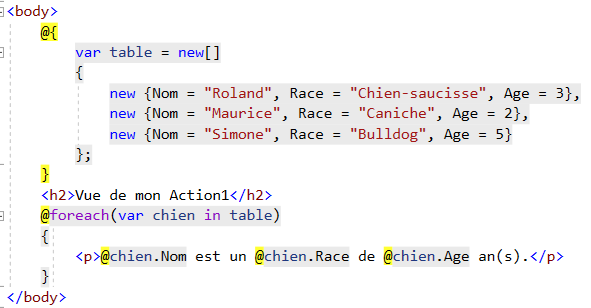 <body>
@{
var table = new[]
{
new {Nom = "Roland", Race = "Chien-saucisse", Age = 3},
new {Nom = "Maurice", Race = "Caniche", Age = 2},
new {Nom = "Simone", Race = "Bulldog", Age = 5}
};
}
<h2>Vue de mon Action1</h2>
@foreach(var chien in table)
{
<p>@chien.Nom est un @chien.Race de @chien.Age an(s).</p>
}
</body>